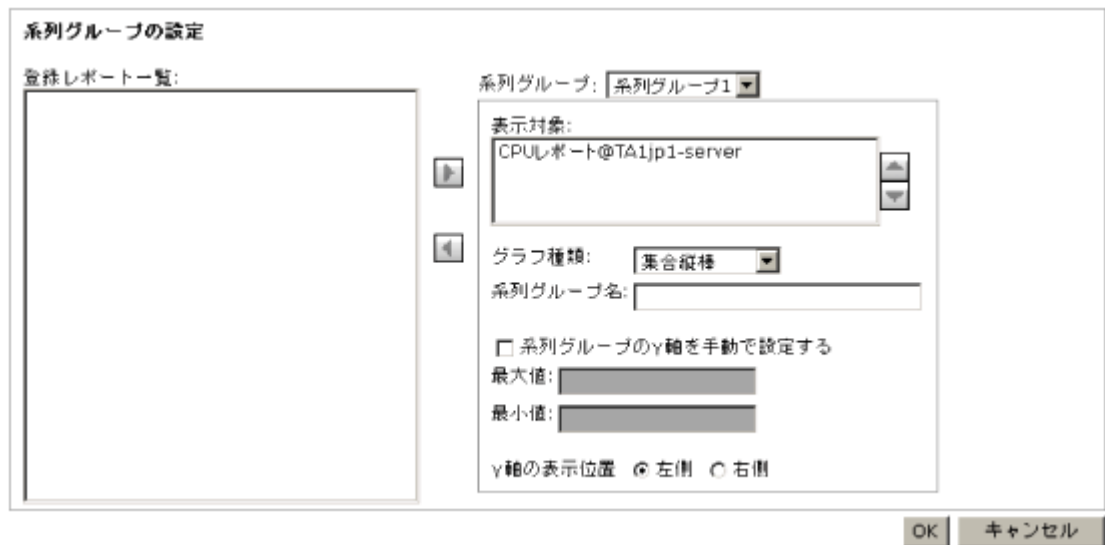 系列グループの設定
登録レポート一覧:
系列グループ: 系列グループ1
表示対象:
CPUレポート@TA1jp1-server
グラフ種類: 集合縦棒
系列グループ名:
系列グループのY軸を手動で設定する
最大値:
最小値:
Y軸の表示位置 左側 右側
OK キャンセル